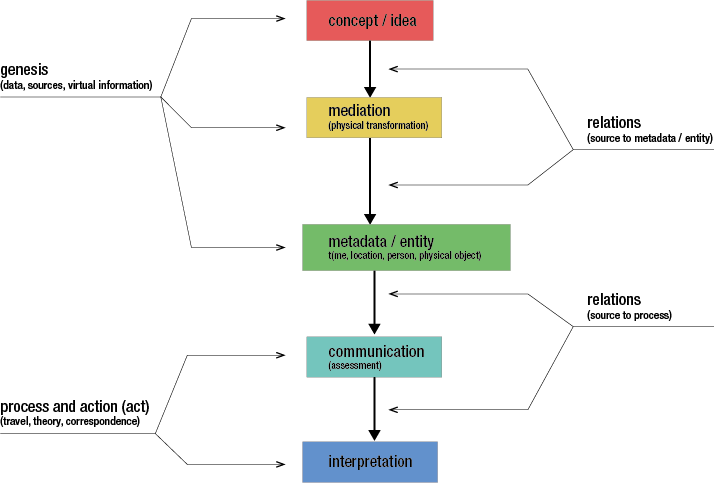 concept / idea
genesis
(data, sources, virtual information)
mediation
(physical transformation)
relations
(source to metadata / entity)
metadata / entity
t(me, location, person, physical object)
relations
(source to process)
communication
(assessment)
process and action (act)
(travel, theory, correspondence)
interpretation